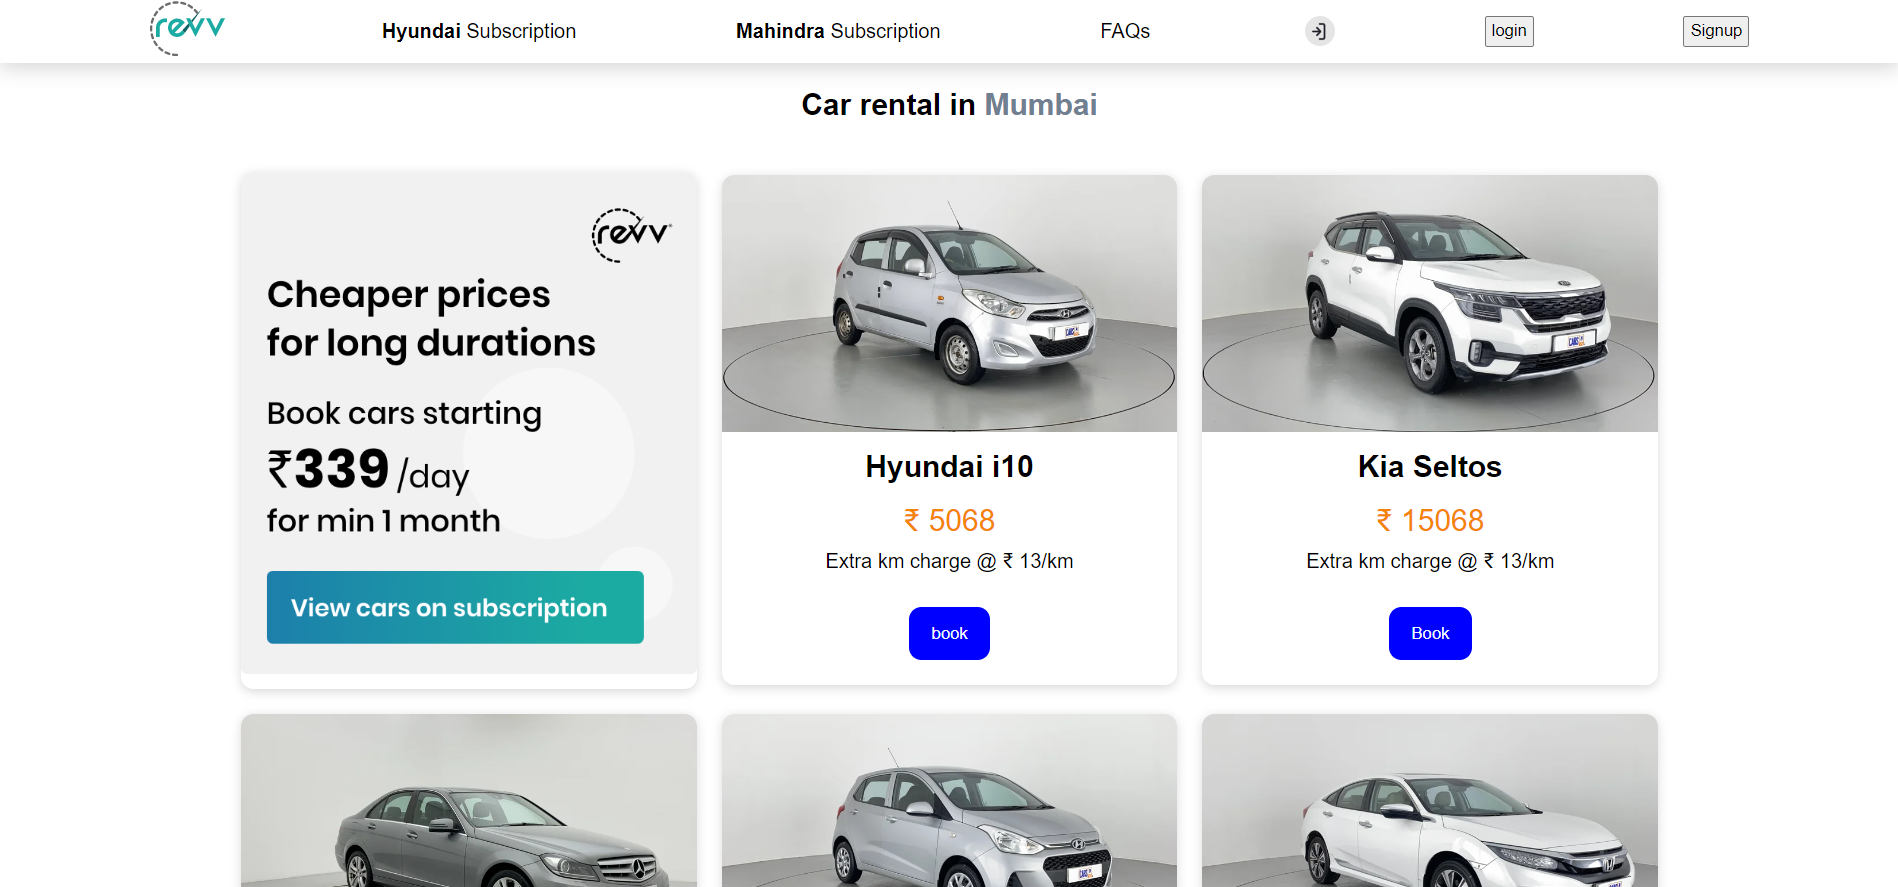 revv
Hyundai Subscription
Mahindra Subscription
FAQs
login
Signup
Car rental in Mumbai
revv
Cheaper prices
for long durations
Book cars starting
₹339 /day
for min 1 month
View cars on subscription
CARS
Hyundai i10
₹ 5068
Extra km charge @ ₹ 13/km
book
CARS
Kia Seltos
₹ 15068
Extra km charge @ ₹ 13/km
Book